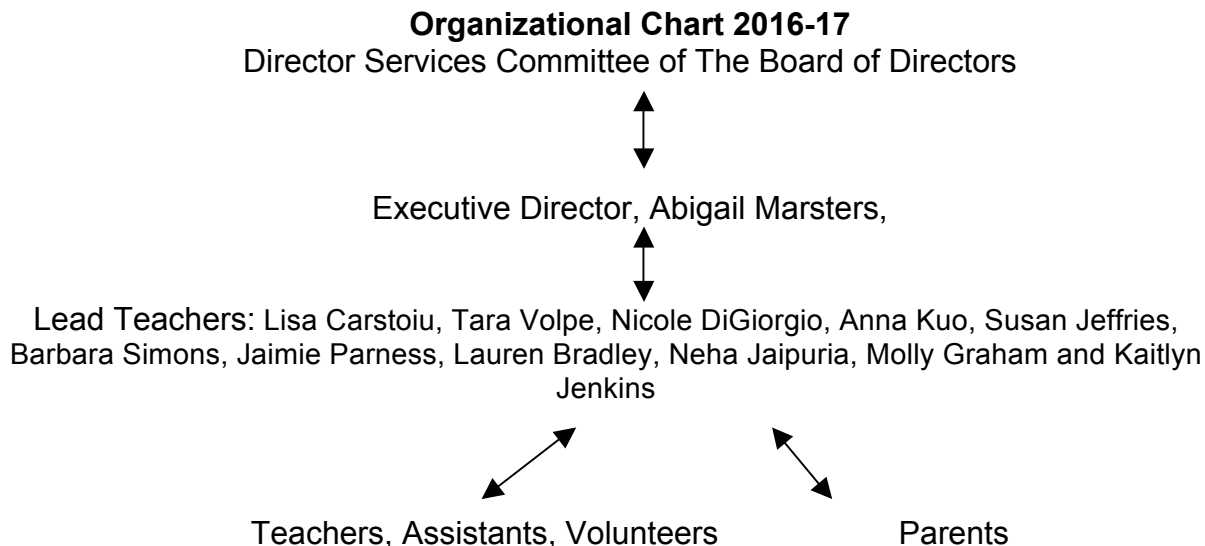 Organizational Chart 2016-17
Director Services Committee of The Board of Directors
Executive Director, Abigail Marsters,
Lead Teachers: Lisa Carstoiu, Tara Volpe, Nicole DiGiorgio, Anna Kuo, Susan Jeffries,
Barbara Simons, Jaimie Parness, Lauren Bradley, Neha Jaipuria, Molly Graham and Kaitlyn
Jenkins
Teachers, Assistants, Volunteers Parents